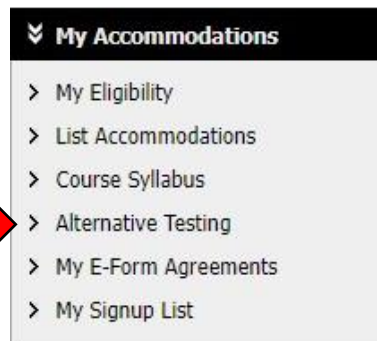 My Accommodations
My Eligibility
List Accommodations
Course Syllabus
Alternative Testing
My E-Form Agreements
My Signup List